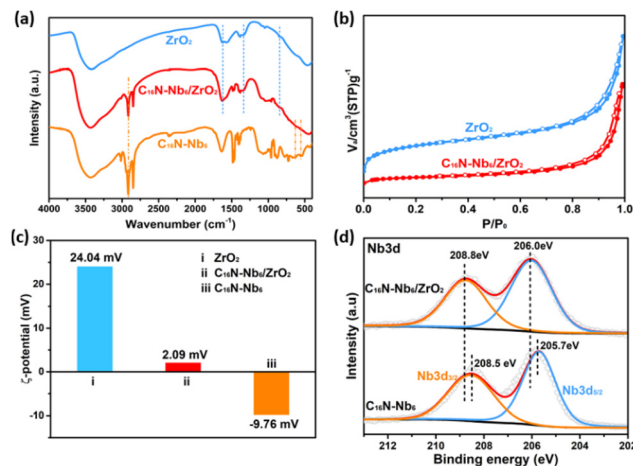 (a)
Intensity (a.u.)
ZrO₂
C₁₆N-Nb₆/ZrO₂
C₁₆N-Nb₆
4000 3500 3000 2500 2000 1500 1000 500
Wavenumber (cm⁻¹)
(b)
Vₐ/cm³(STP)g⁻¹
ZrO₂
C₁₆N-Nb₆/ZrO₂
0.0 0.2 0.4 0.6 0.8 1.0
P/P₀
(c)
ζ-potential (mV)
30
20
10
0
-10
24.04 mV
2.09 mV
-9.76 mV
i
ii
iii
i ZrO₂
ii C₁₆N-Nb₆/ZrO₂
iii C₁₆N-Nb₆
(d)
Intensity (a.u)
Nb3d
208.8eV
206.0eV
C₁₆N-Nb₆/ZrO₂
208.5 eV
205.7eV
Nb3d₃/₂
Nb3d₅/₂
C₁₆N-Nb₆
212 210 208 206 204 202
Binding energy (eV)